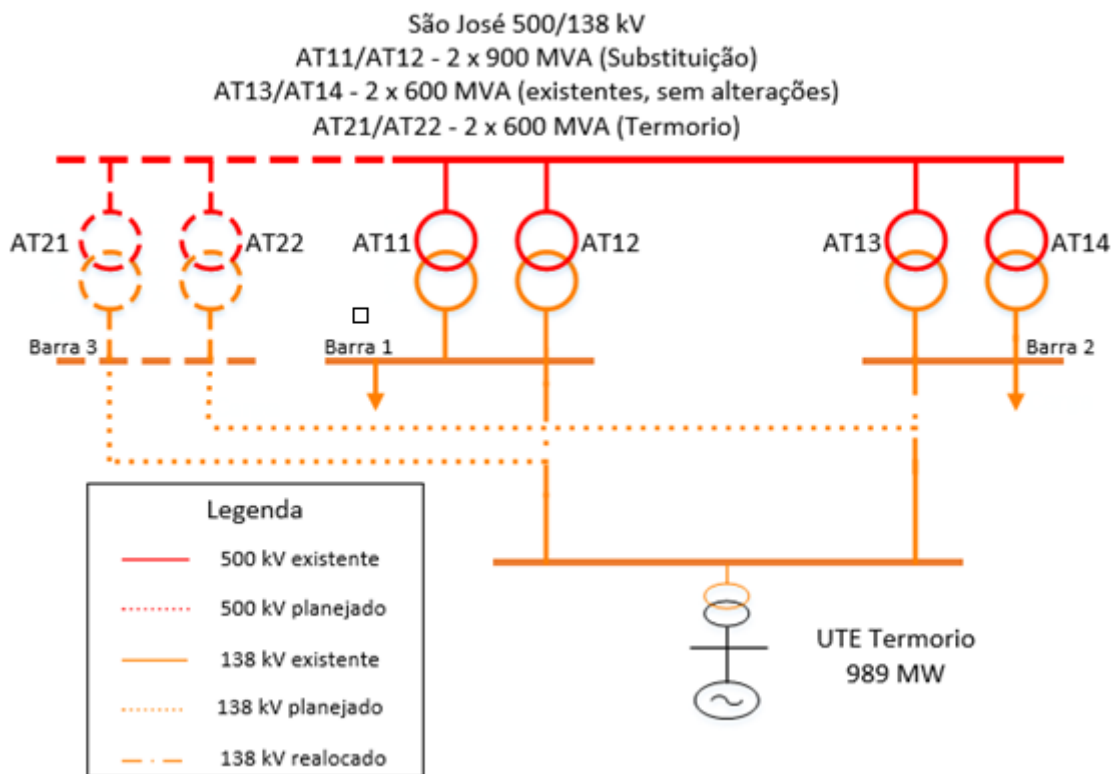 São José 500/138 kV
AT11/AT12 - 2 x 900 MVA (Substituição)
AT13/AT14 - 2 x 600 MVA (existentes, sem alterações)
AT21/AT22 - 2 x 600 MVA (Termorio)
AT21
AT22
AT11
AT12
AT13
AT14
Barra 3
Barra 1
Barra 2
Legenda
500 kV existente
500 kV planejado
138 kV existente
138 kV planejado
138 kV realocado
UTE Termorio
989 MW